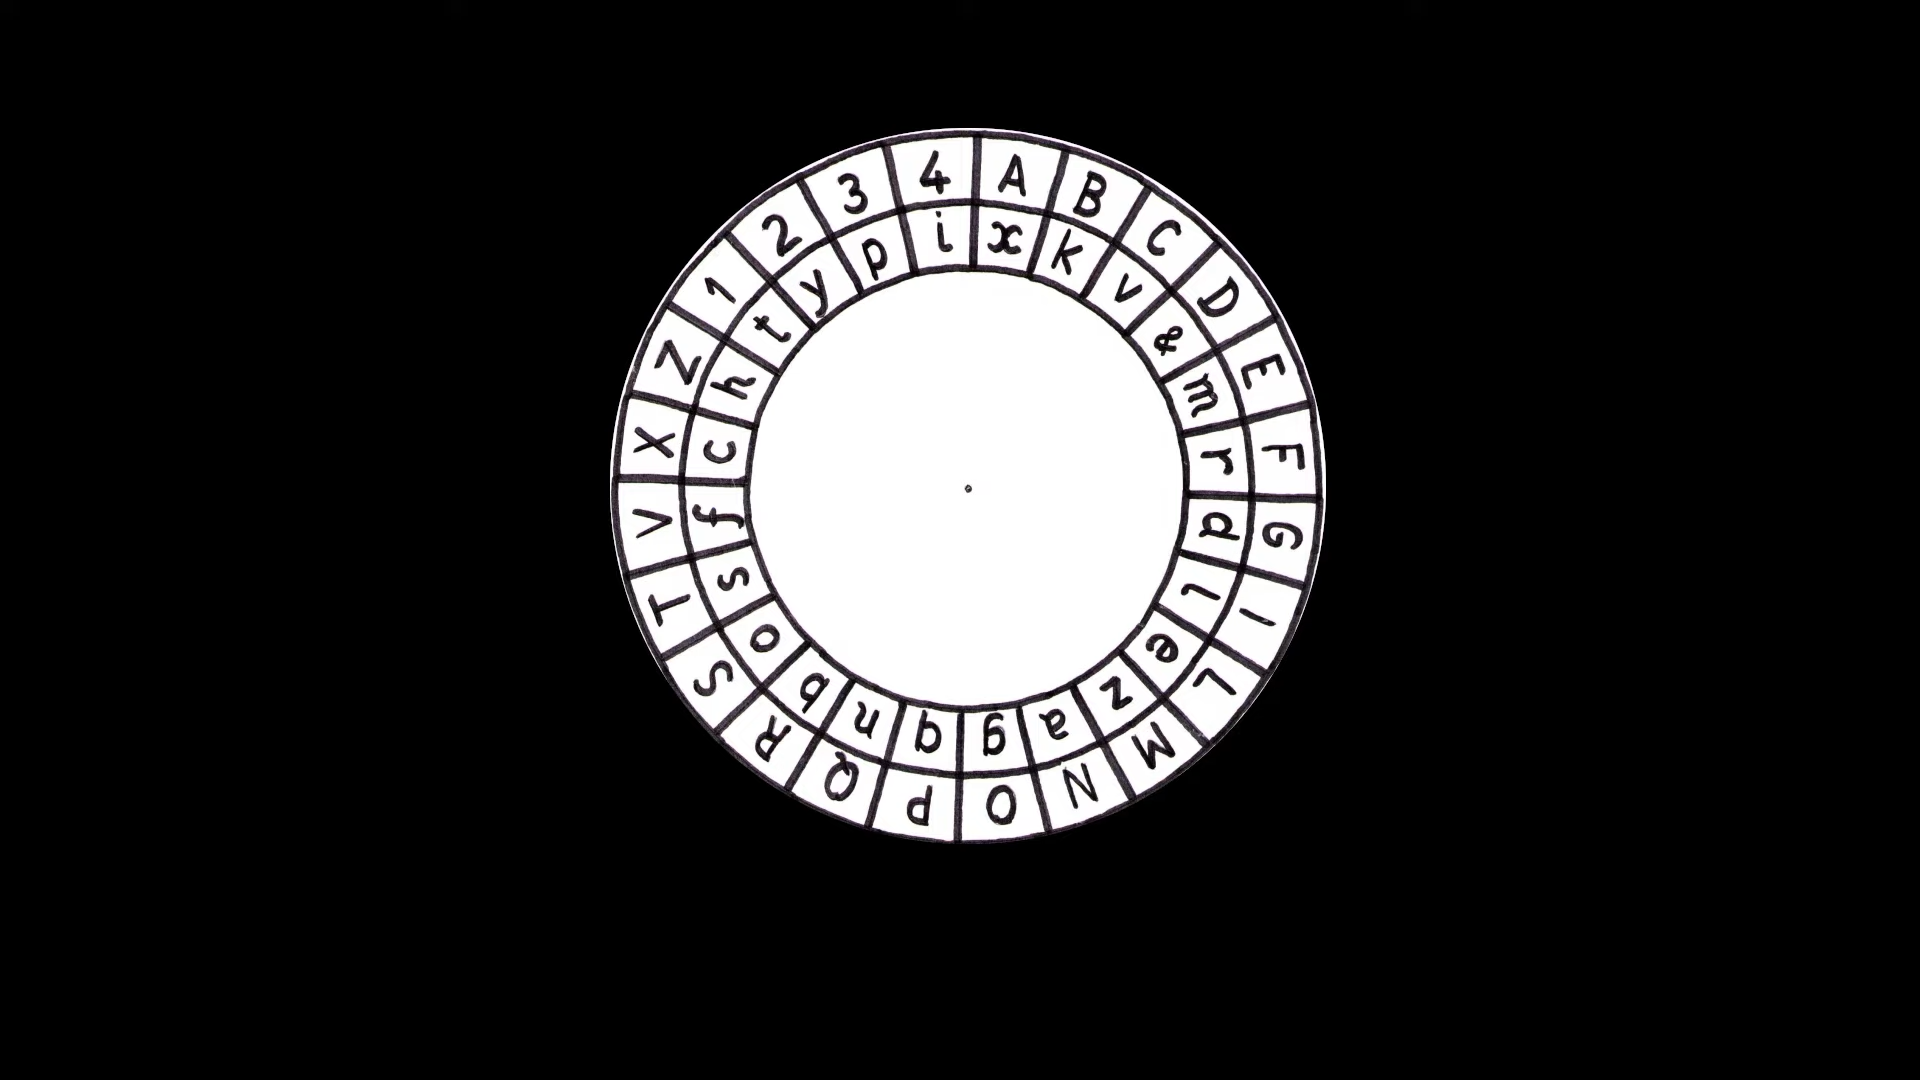 A B C D E F G I L M N O P Q R S T V X Z 1 2 3 4
x k v & m r d l e z a g q n b o s f c h t y p i